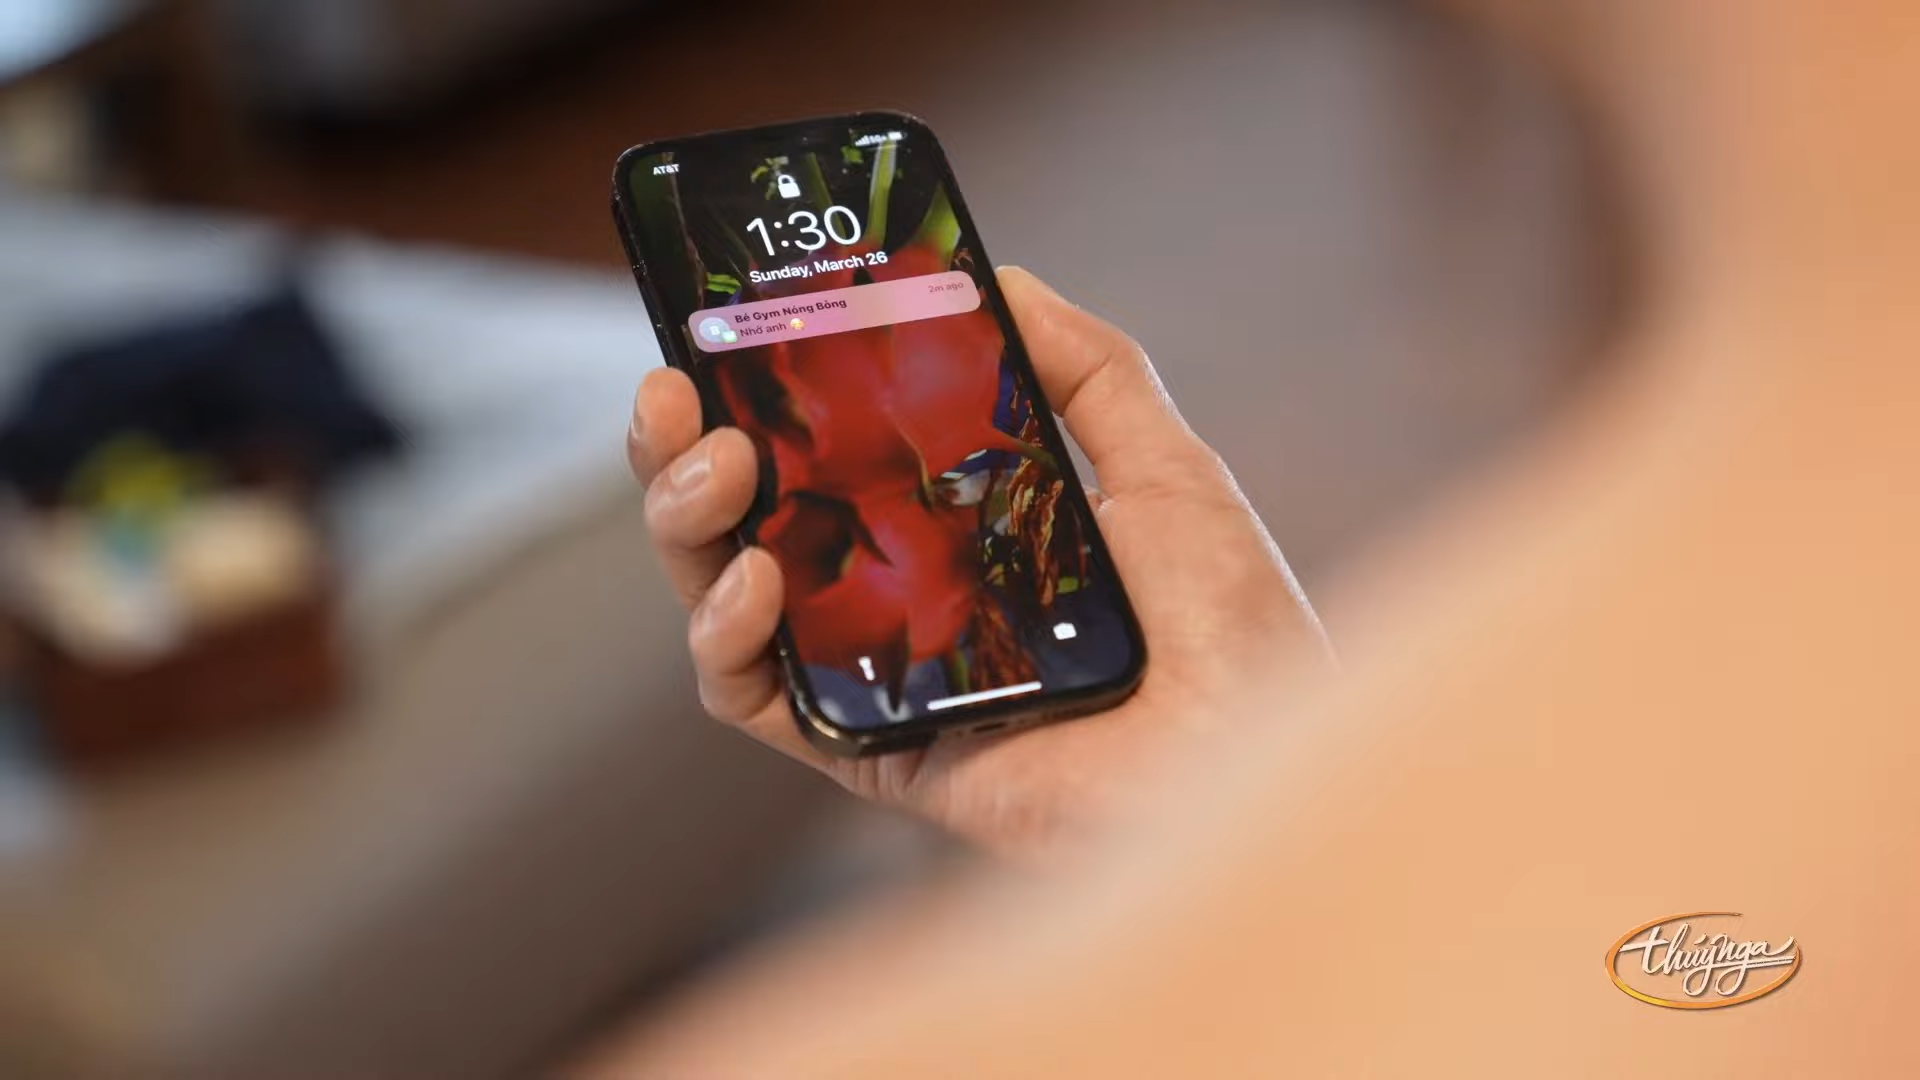 AT&T
1:30
Sunday, March 26
Bé Gym Nóng Bỏng
2m ago
Nhớ anh 🥰
thúy nga